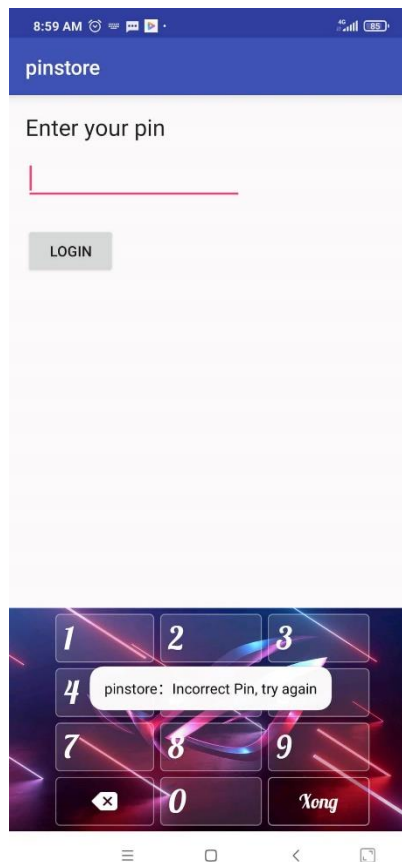 8:59 AM
4G
85
pinstore
Enter your pin
LOGIN
1 2 3
4
pinstore: Incorrect Pin, try again
7 8 9
0 Xong